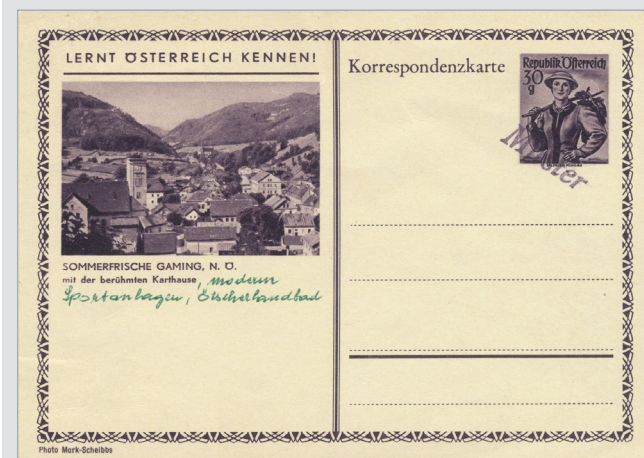 LERNT ÖSTERREICH KENNEN!
SOMMERFRISCHE GAMING, N. Ö.
mit der berühmten Karthause, modern
Sportanlagen, Ötscherlandbad
Photo Mark-Scheibbs
Korrespondenzkarte
Republik Österreich
30
g
Muster